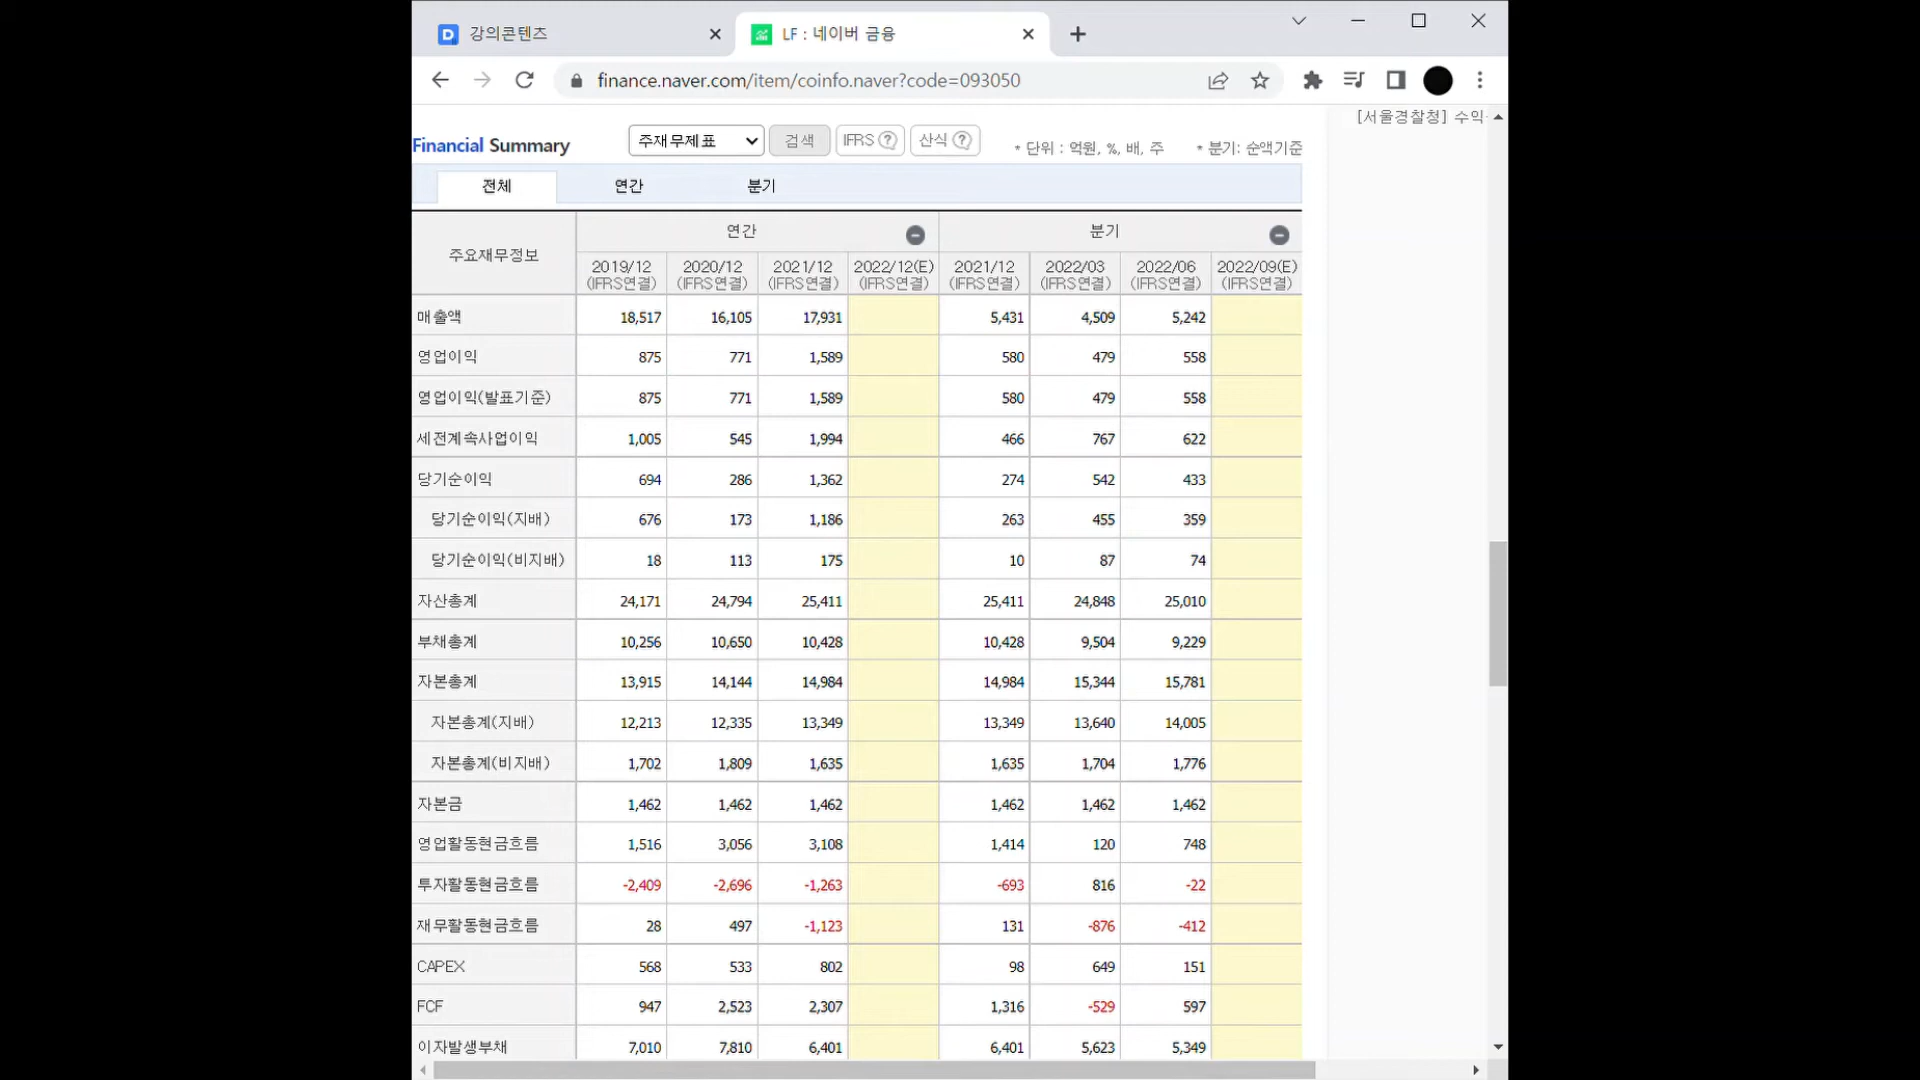 강의콘텐츠
LF : 네이버 금융
finance.naver.com/item/coinfo.naver?code=093050
[서울경찰청] 수익
Financial Summary 주재무제표 검색 IFRS ? 산식 ? * 단위 : 억원, %, 배, 주 * 분기: 순액기준
전체 연간 분기
주요재무정보 연간 분기
2019/12 2020/12 2021/12 2022/12(E) 2021/12 2022/03 2022/06 2022/09(E)
(IFRS연결) (IFRS연결) (IFRS연결) (IFRS연결) (IFRS연결) (IFRS연결) (IFRS연결) (IFRS연결)
매출액 18,517 16,105 17,931 5,431 4,509 5,242
영업이익 875 771 1,589 580 479 558
영업이익(발표기준) 875 771 1,589 580 479 558
세전계속사업이익 1,005 545 1,994 466 767 622
당기순이익 694 286 1,362 274 542 433
당기순이익(지배) 676 173 1,186 263 455 359
당기순이익(비지배) 18 113 175 10 87 74
자산총계 24,171 24,794 25,411 25,411 24,848 25,010
부채총계 10,256 10,650 10,428 10,428 9,504 9,229
자본총계 13,915 14,144 14,984 14,984 15,344 15,781
자본총계(지배) 12,213 12,335 13,349 13,349 13,640 14,005
자본총계(비지배) 1,702 1,809 1,635 1,635 1,704 1,776
자본금 1,462 1,462 1,462 1,462 1,462 1,462
영업활동현금흐름 1,516 3,056 3,108 1,414 120 748
투자활동현금흐름 -2,409 -2,696 -1,263 -693 816 -22
재무활동현금흐름 28 497 -1,123 131 -876 -412
CAPEX 568 533 802 98 649 151
FCF 947 2,523 2,307 1,316 -529 597
이자발생부채 7,010 7,810 6,401 6,401 5,623 5,349